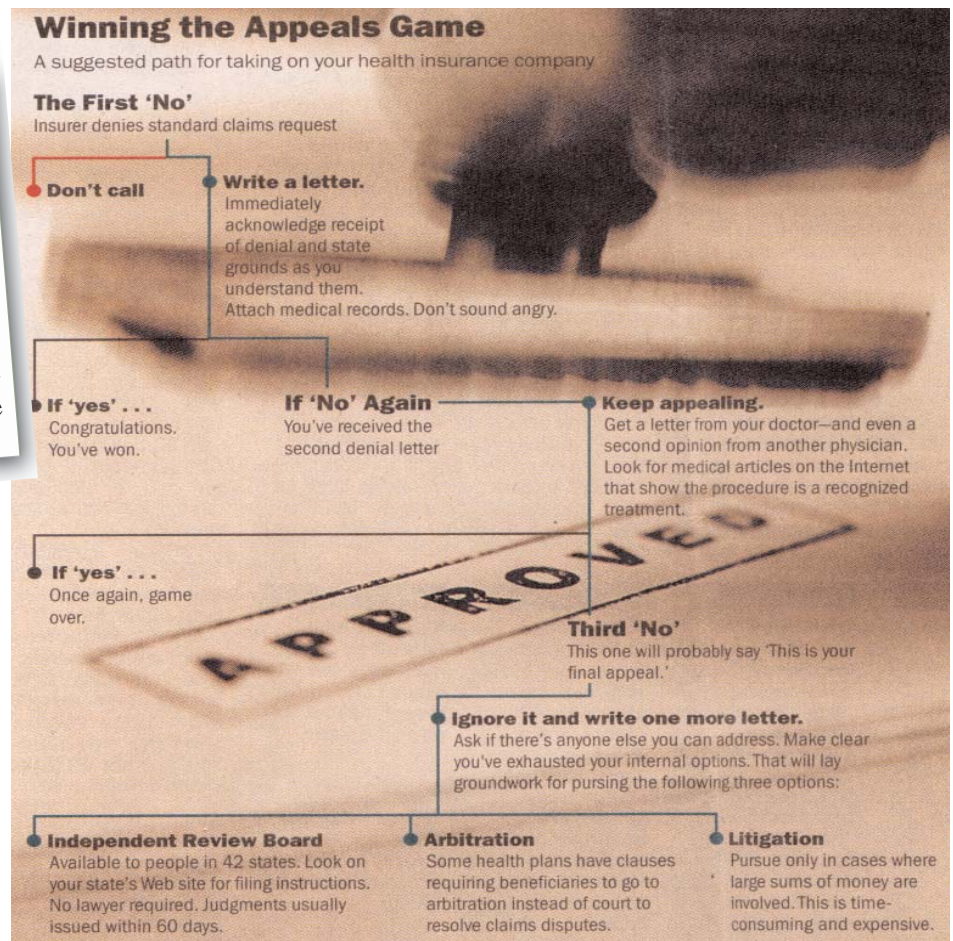 Winning the Appeals Game
A suggested path for taking on your health insurance company
The First ‘No’
Insurer denies standard claims request
Don't call
Write a letter.
Immediately
acknowledge receipt
of denial and state
grounds as you
understand them.
Attach medical records. Don't sound angry.
If ‘yes’ . . .
Congratulations.
You've won.
If ‘No’ Again
You've received the
second denial letter
Keep appealing.
Get a letter from your doctor—and even a
second opinion from another physician.
Look for medical articles on the Internet
that show the procedure is a recognized
treatment.
If ‘yes’ . . .
Once again, game
over.
APPROVED
Third ‘No’
This one will probably say ‘This is your
final appeal.‘
Ignore it and write one more letter.
Ask if there's anyone else you can address. Make clear
you've exhausted your internal options. That will lay
groundwork for pursing the following three options:
Independent Review Board
Available to people in 42 states. Look on
your state's Web site for filing instructions.
No lawyer required. Judgments usually
issued within 60 days.
Arbitration
Some health plans have clauses
requiring beneficiaries to go to
arbitration instead of court to
resolve claims disputes.
Litigation
Pursue only in cases where
large sums of money are
involved. This is time-
consuming and expensive.